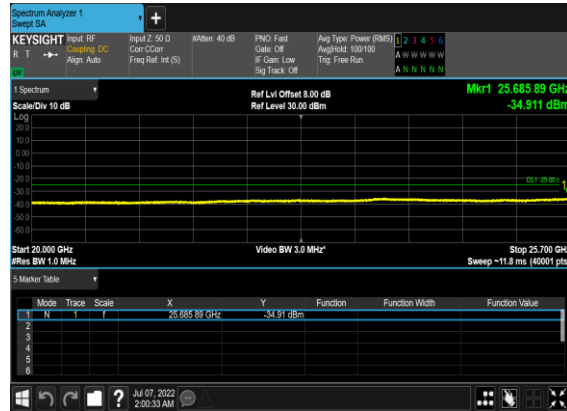 Spectrum Analyzer 1
Swept SA
+
KEYSIGHT Input: RF Input Z: 50 Ω #Atten: 40 dB PNO: Fast Avg Type: Power (RMS) 1 2 3 4 5 6
R T Coupling: DC Corr CCorr Gate: Off Avg|Hold: 100/100 A W W W W W
Align: Auto Freq Ref: Int (S) IF Gain: Low Trig: Free Run
Sig Track: Off A N N N N N
1 Spectrum
Ref Lvl Offset 8.00 dB Mkr1 25.685 89 GHz
Scale/Div 10 dB Ref Level 30.00 dBm -34.911 dBm
Log
20.0
10.0
0.00
-10.0
-20.0 DL1 -25.00
1
-30.0
-40.0
-50.0
-60.0
Start 20.000 GHz Video BW 3.0 MHz* Stop 25.700 GHz
#Res BW 1.0 MHz Sweep ~11.8 ms (40001 pts
5 Marker Table
Mode Trace Scale X Y Function Function Width Function Value
1 N 1 f 25.685 89 GHz -34.91 dBm
2
3
4
5
6
? Jul 07, 2022
2:00:33 AM